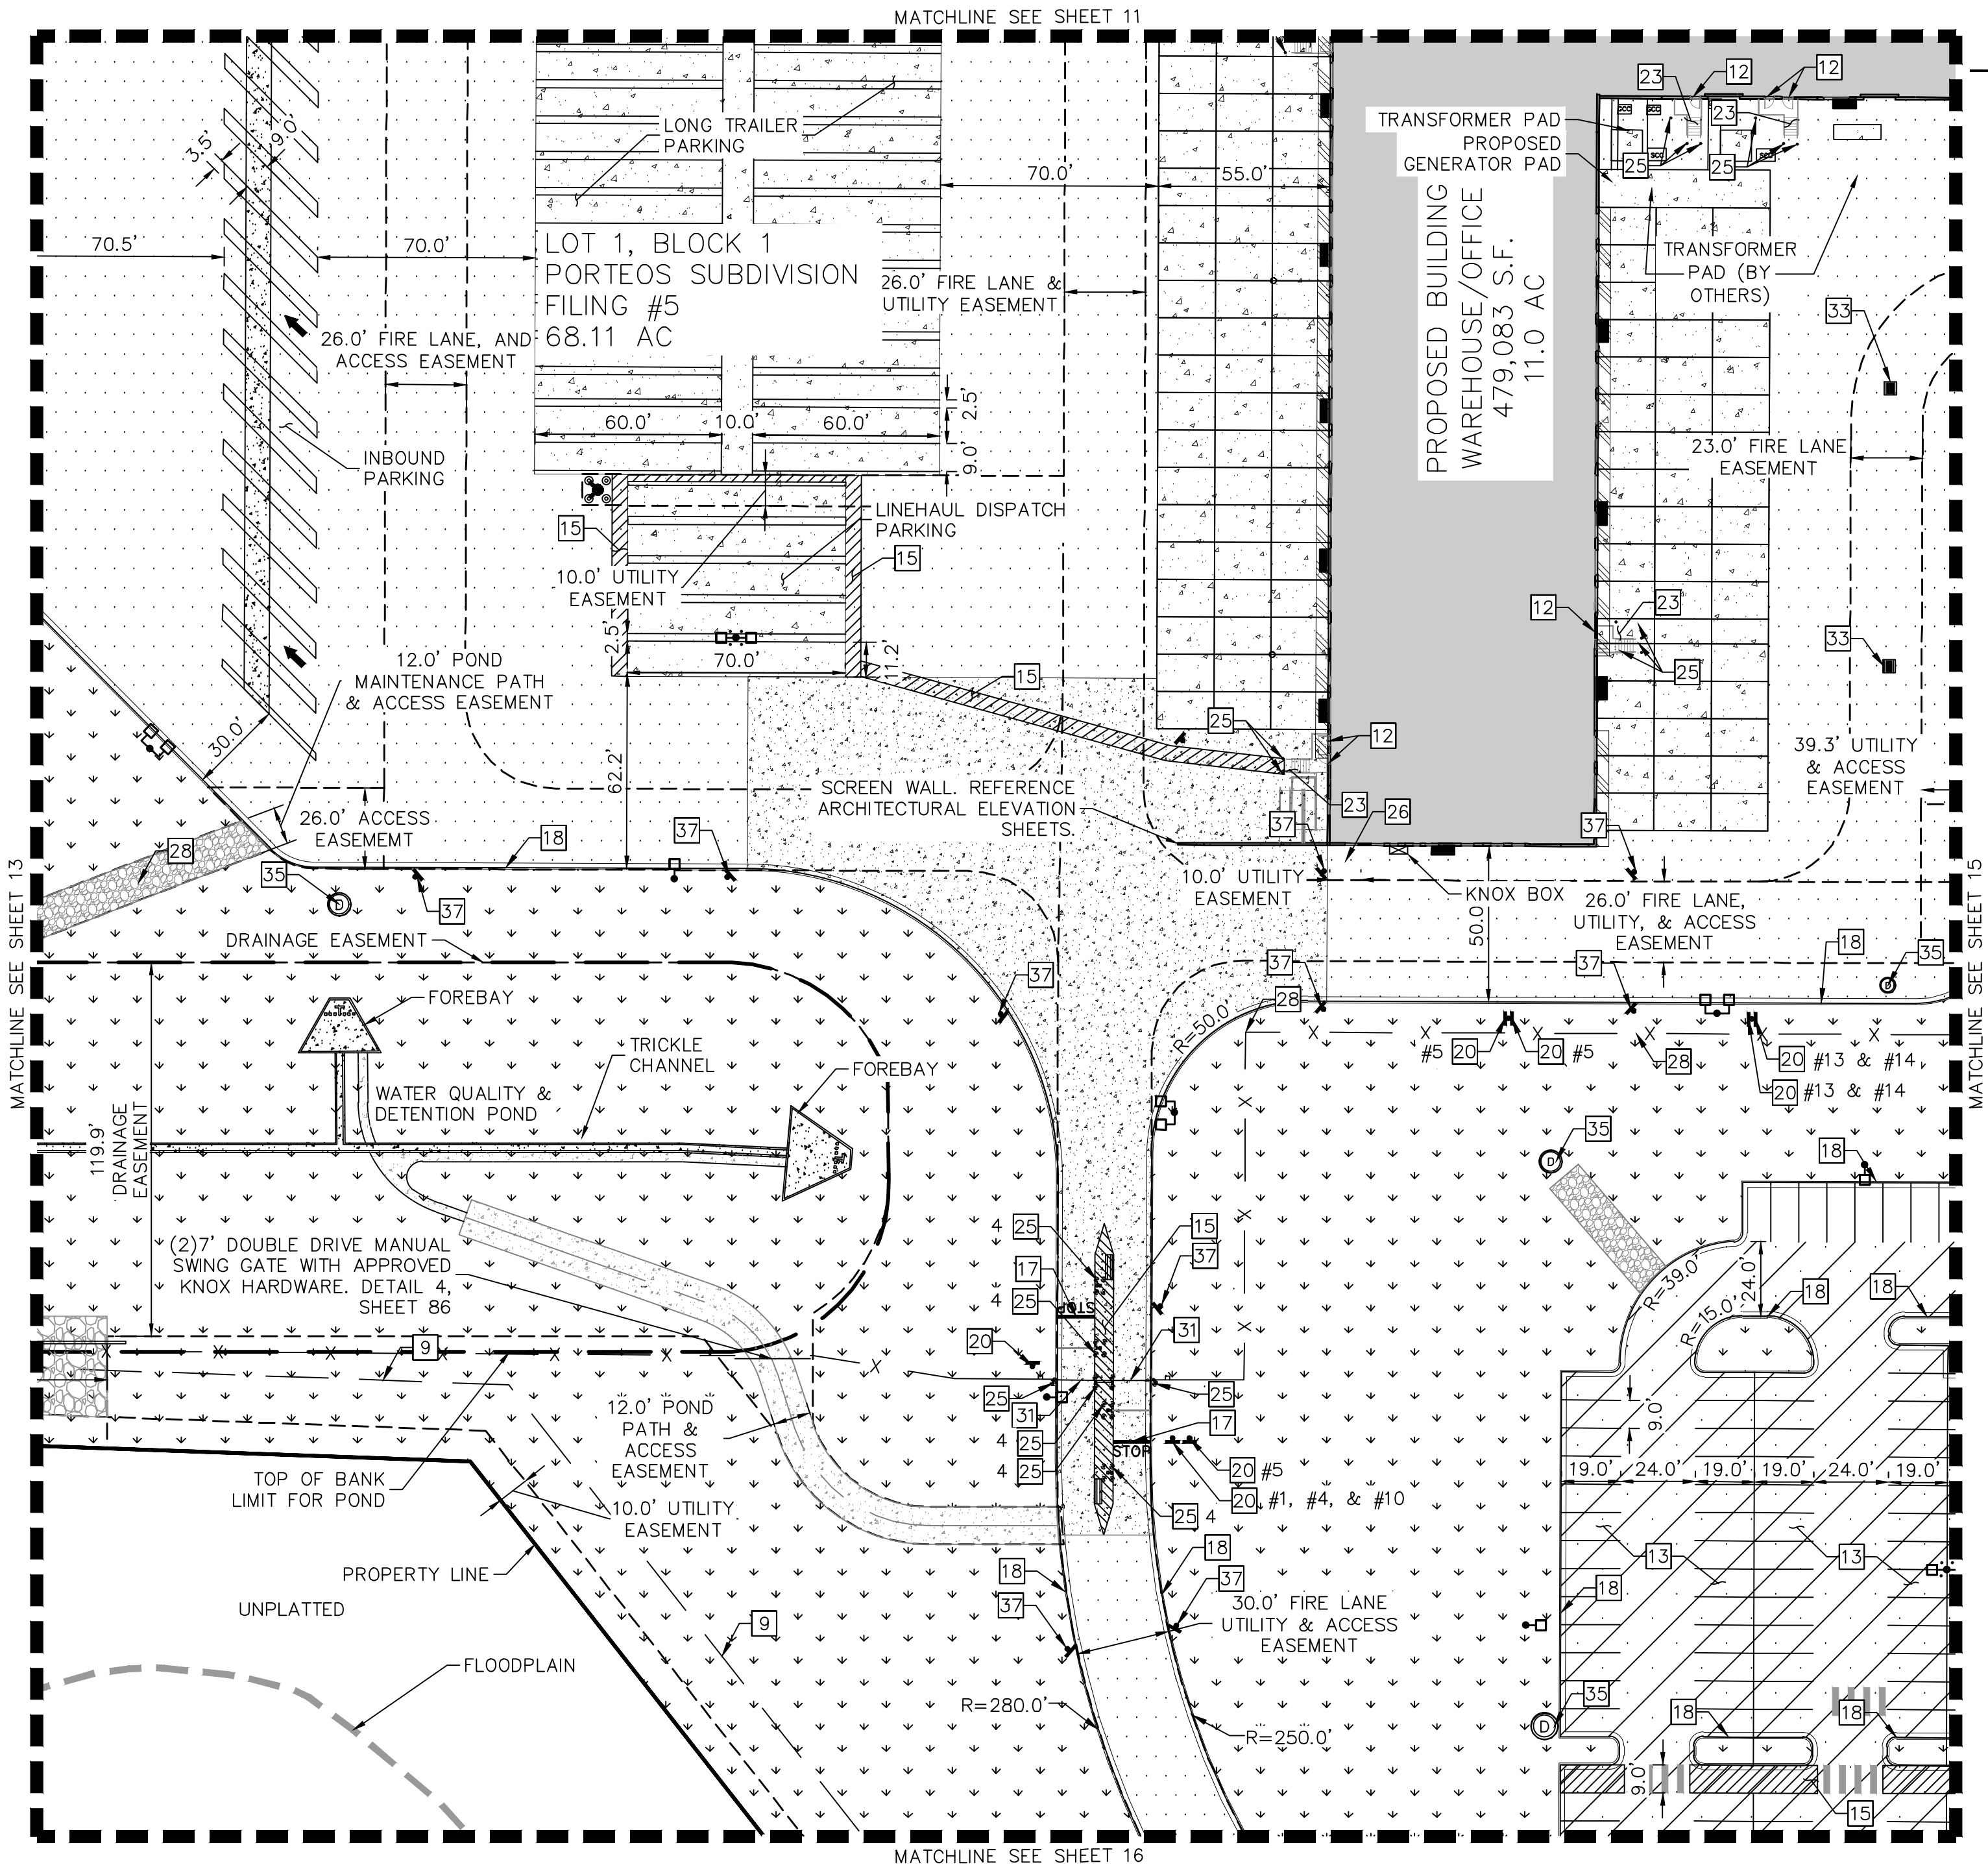 MATCHLINE SEE SHEET 11
3.5'
9.0'
LONG TRAILER
PARKING
70.5'
70.0'
70.0'
55.0'
LOT 1, BLOCK 1
PORTEOS SUBDIVISION
FILING #5
68.11 AC
26.0' FIRE LANE &
UTILITY EASEMENT
26.0' FIRE LANE, AND
ACCESS EASEMENT
TRANSFORMER PAD
PROPOSED
GENERATOR PAD
23
12
12
23
25
25
PROPOSED BUILDING
WAREHOUSE/OFFICE
479,083 S.F.
11.0 AC
TRANSFORMER
PAD (BY
OTHERS)
33
23.0' FIRE LANE
EASEMENT
60.0'
10.0'
60.0'
2.5'
9.0'
INBOUND
PARKING
LINEHAUL DISPATCH
PARKING
15
15
10.0' UTILITY
EASEMENT
2.5'
70.0'
11.2'
12
23
25
33
12.0' POND
MAINTENANCE PATH
& ACCESS EASEMENT
30.0'
62.2'
15
25
12
39.3' UTILITY
& ACCESS
EASEMENT
SCREEN WALL. REFERENCE
ARCHITECTURAL ELEVATION
SHEETS.
23
37
26
37
26.0' ACCESS
EASEMEMT
28
35
18
37
37
10.0' UTILITY
EASEMENT
KNOX BOX
50.0
26.0' FIRE LANE,
UTILITY, & ACCESS
EASEMENT
18
35
MATCHLINE SEE SHEET 13
MATCHLINE SEE SHEET 15
DRAINAGE EASEMENT
FOREBAY
37
37
28
37
R=50.0'
X
X
X
X
X
#5 20
20 #5
28
20 #13 & #14
20 #13 & #14
TRICKLE
CHANNEL
FOREBAY
WATER QUALITY &
DETENTION POND
119.9'
DRAINAGE
EASEMENT
X
X
X
35
D
18
(2)7' DOUBLE DRIVE MANUAL
SWING GATE WITH APPROVED
KNOX HARDWARE. DETAIL 4,
SHEET 86
4 25
17
4 25
STOP
15
37
31
20
R=39.0'
24.0'
R=15.0'
18
18
9
X
X
X
X
X
X
X
25
31
4 25
4 25
25
17
STOP
20 #5
20 #1, #4, & #10
25 4
12.0' POND
PATH &
ACCESS
EASEMENT
TOP OF BANK
LIMIT FOR POND
10.0' UTILITY
EASEMENT
PROPERTY LINE
UNPLATTED
9
FLOODPLAIN
9.0'
19.0'
24.0'
19.0'
19.0'
24.0'
19.0'
18
18
37
37
30.0' FIRE LANE
UTILITY & ACCESS
EASEMENT
13
13
18
R=280.0'
R=250.0'
35
D
18
18
9.0'
15
MATCHLINE SEE SHEET 16